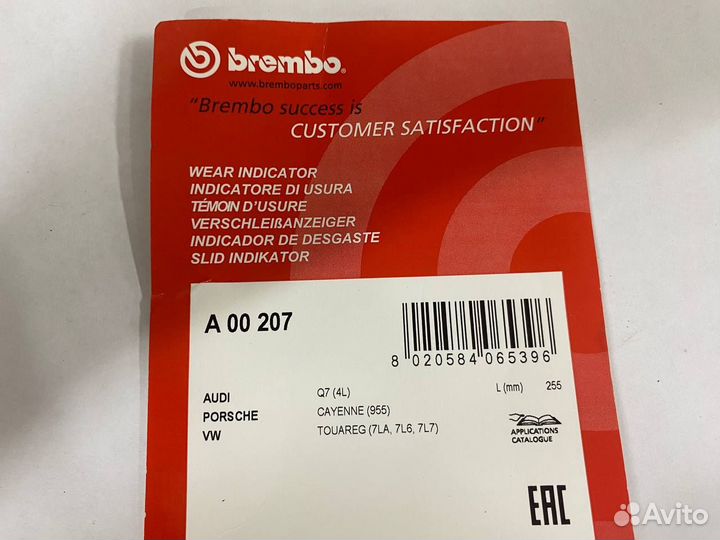 brembo
www.bremboparts.com
"Brembo success is
CUSTOMER SATISFACTION"
WEAR INDICATOR
INDICATORE DI USURA
TÉMOIN D'USURE
VERSCHLEIßANZEIGER
INDICADOR DE DESGASTE
SLID INDIKATOR
A 00 207
8 020584 065396
AUDI Q7 (4L) L (mm) 255
PORSCHE CAYENNE (955)
VW TOUAREG (7LA, 7L6, 7L7)
APPLICATIONS
CATALOGUE
EAC
Avito